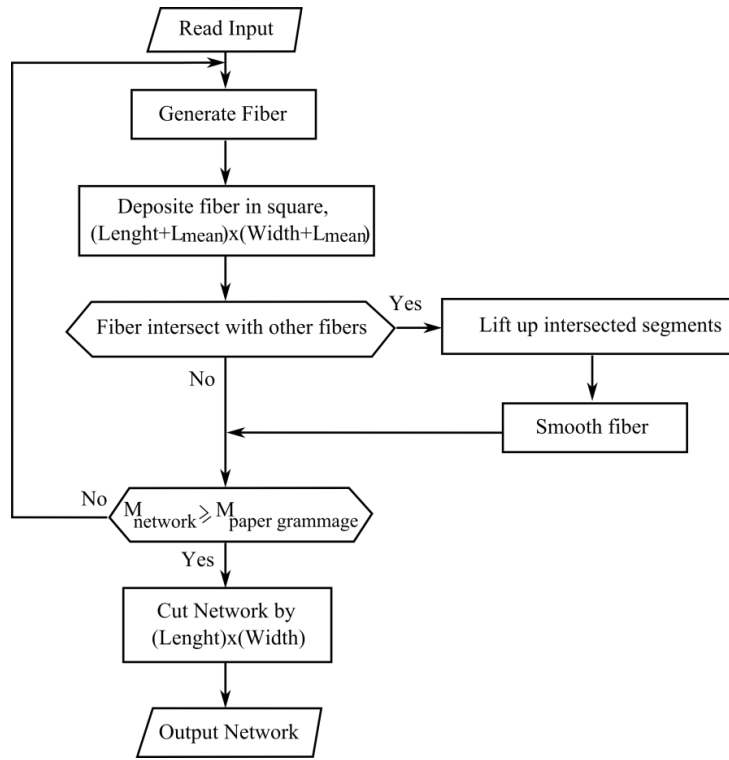 Read Input
Generate Fiber
Deposite fiber in square,
(Lenght+Lmean)x(Width+Lmean)
Fiber intersect with other fibers
Yes
Lift up intersected segments
No
Smooth fiber
No
Mnetwork⩾Mpaper grammage
Yes
Cut Network by
(Lenght)x(Width)
Output Network